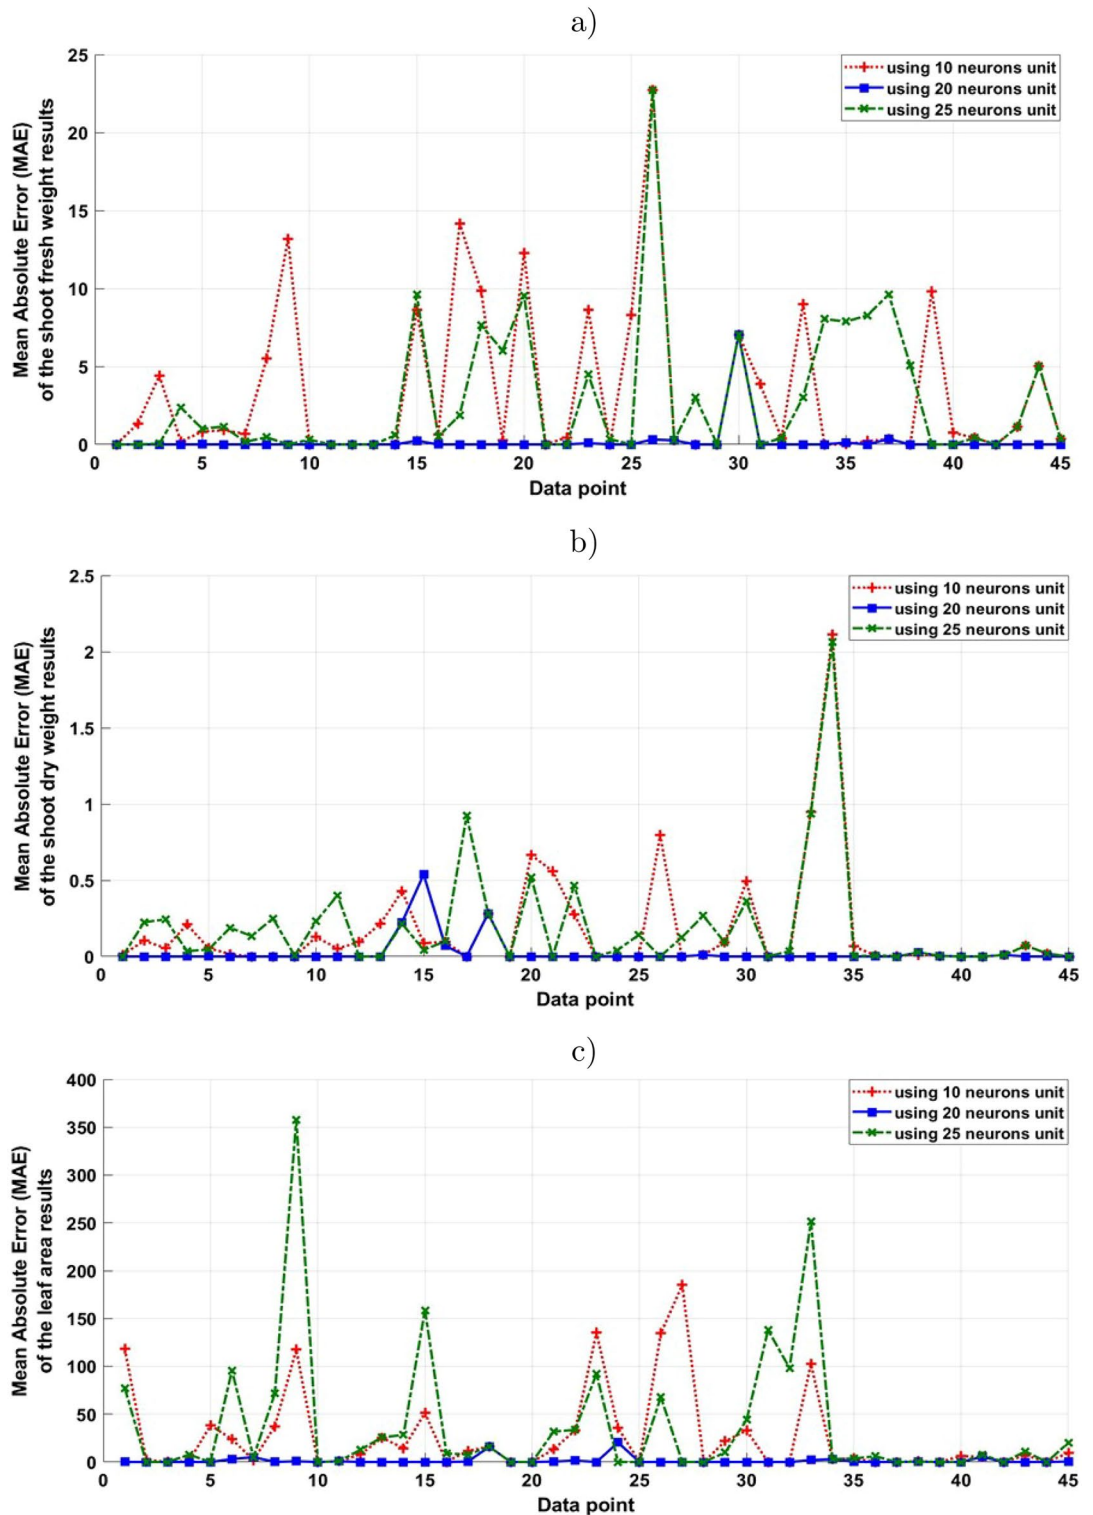 a)
25
20
15
10
5
0
Mean Absolute Error (MAE)
of the shoot fresh weight results
using 10 neurons unit
using 20 neurons unit
using 25 neurons unit
0 5 10 15 20 25 30 35 40 45
Data point
b)
2.5
2
1.5
1
0.5
0
Mean Absolute Error (MAE)
of the shoot dry weight results
using 10 neurons unit
using 20 neurons unit
using 25 neurons unit
0 5 10 15 20 25 30 35 40 45
Data point
c)
400
350
300
250
200
150
100
50
0
Mean Absolute Error (MAE)
of the leaf area results
using 10 neurons unit
using 20 neurons unit
using 25 neurons unit
0 5 10 15 20 25 30 35 40 45
Data point